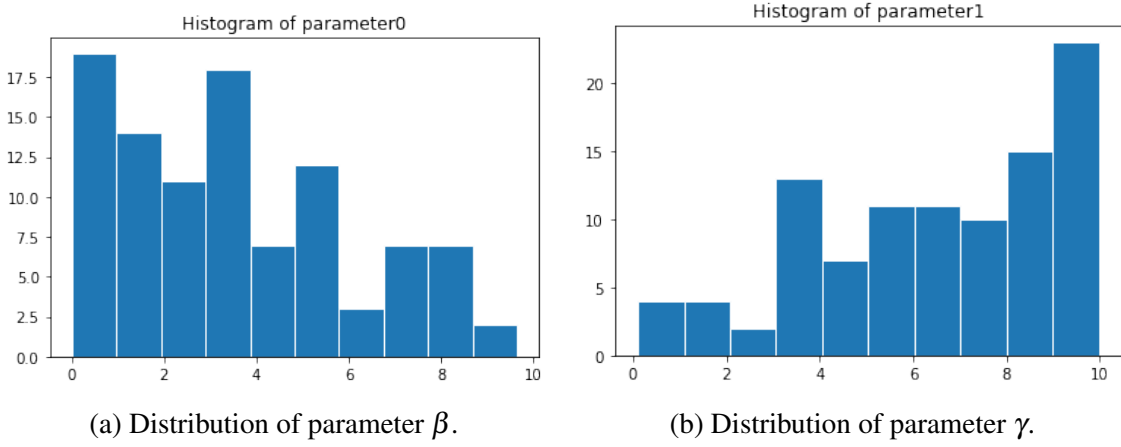 Histogram of parameter0
17.5
15.0
12.5
10.0
7.5
5.0
2.5
0.0
0 2 4 6 8 10
(a) Distribution of parameter β.
Histogram of parameter1
20
15
10
5
0
0 2 4 6 8 10
(b) Distribution of parameter γ.